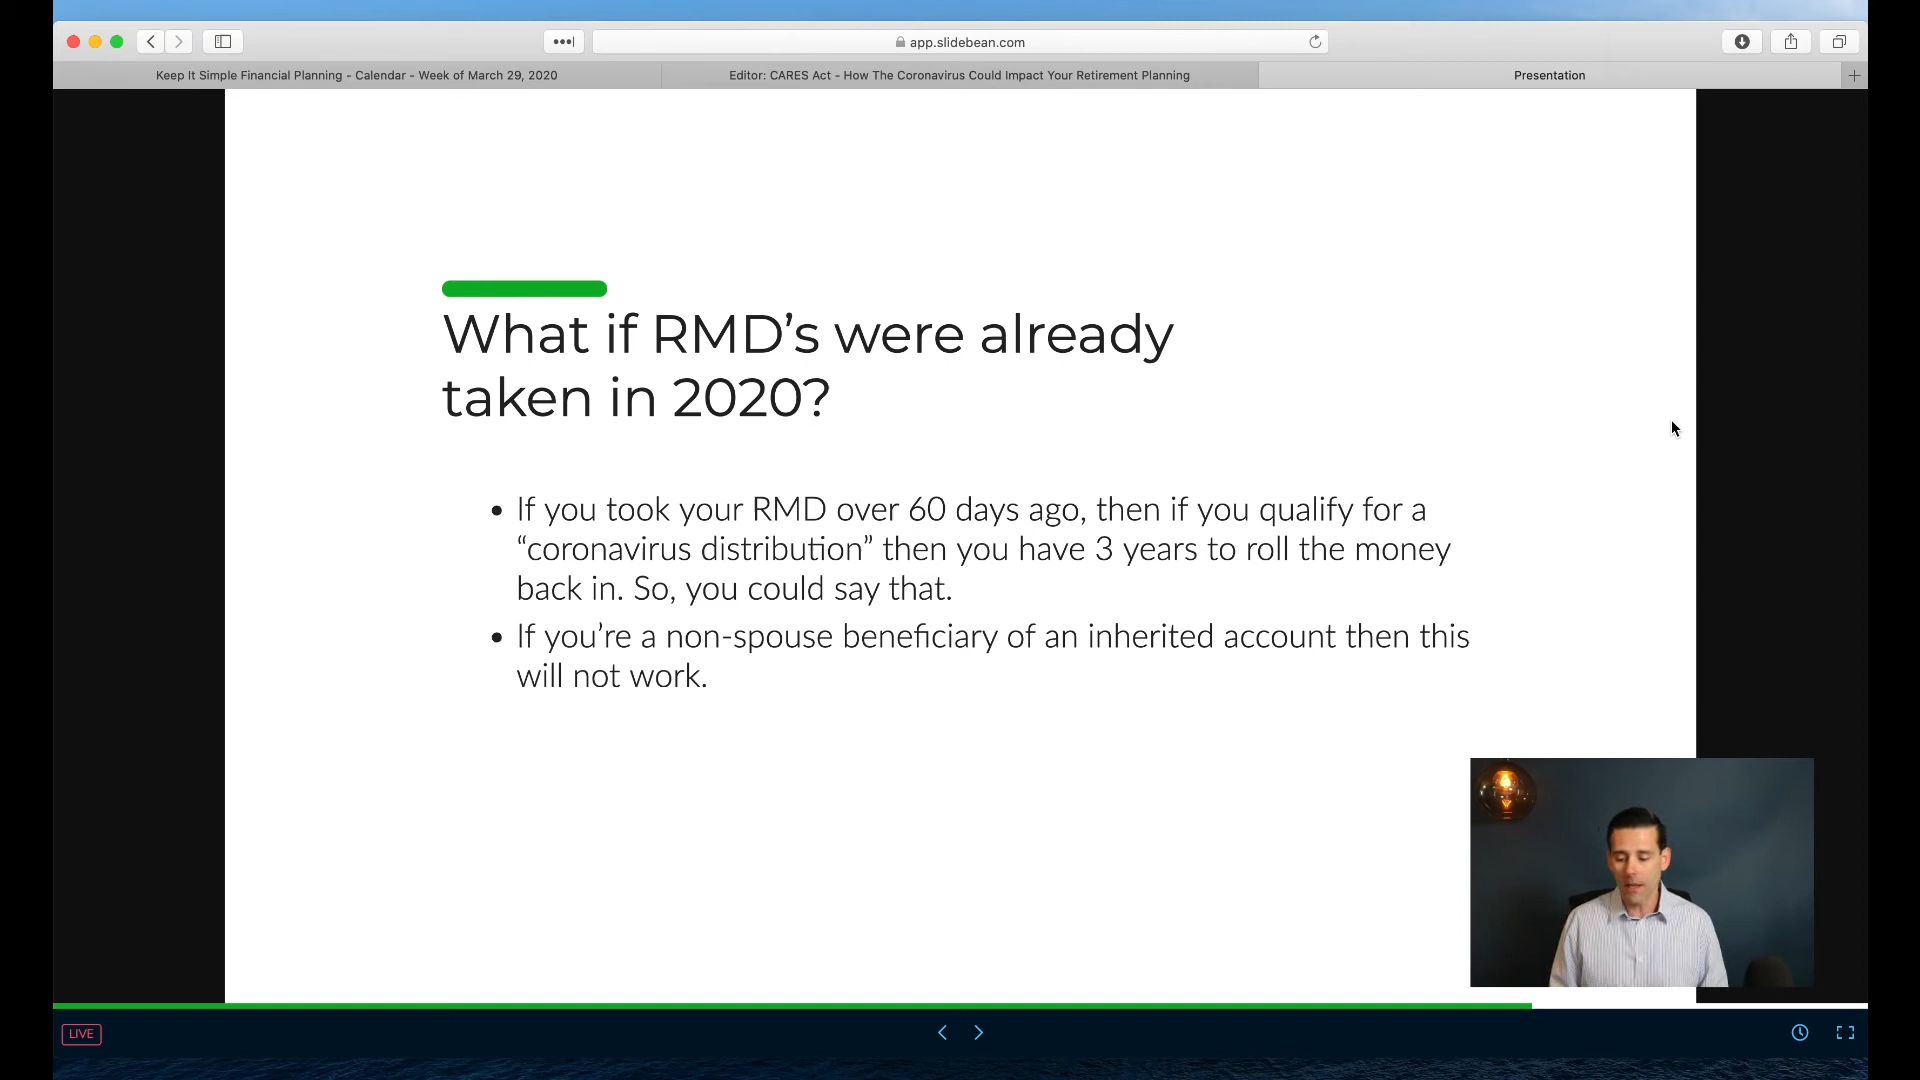 app.slidebean.com
Keep It Simple Financial Planning - Calendar - Week of March 29, 2020
Editor: CARES Act - How The Coronavirus Could Impact Your Retirement Planning
Presentation
What if RMD’s were already
taken in 2020?
• If you took your RMD over 60 days ago, then if you qualify for a
“coronavirus distribution” then you have 3 years to roll the money
back in. So, you could say that.
• If you’re a non-spouse beneficiary of an inherited account then this
will not work.
LIVE